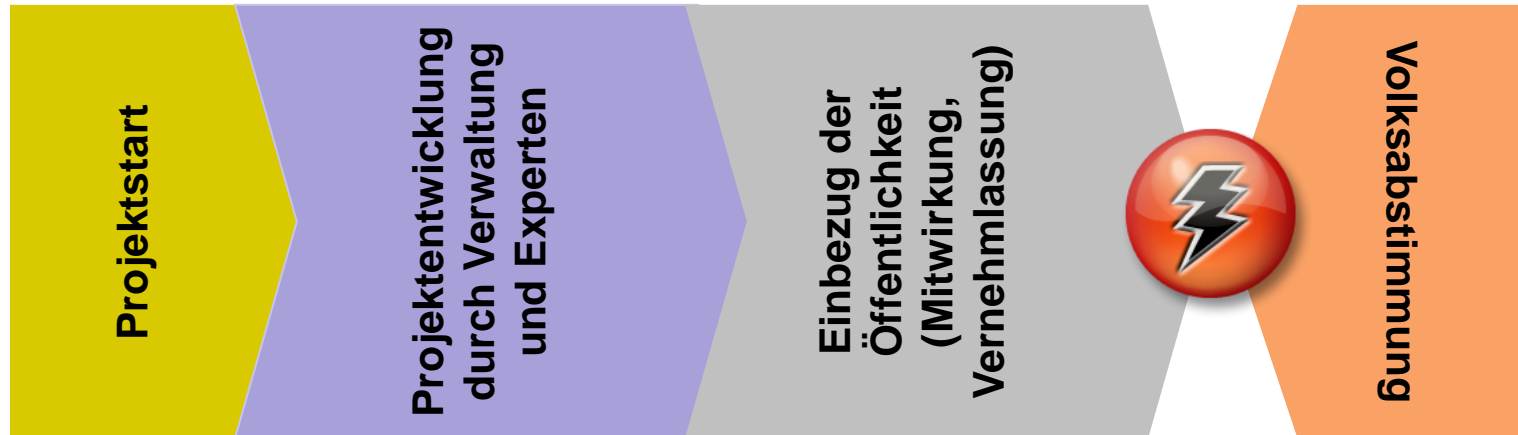 Projektstart
Projektentwicklung
durch Verwaltung
und Experten
Einbezug der
Öffentlichkeit
(Mitwirkung,
Vernehmlassung)
Volksabstimmung